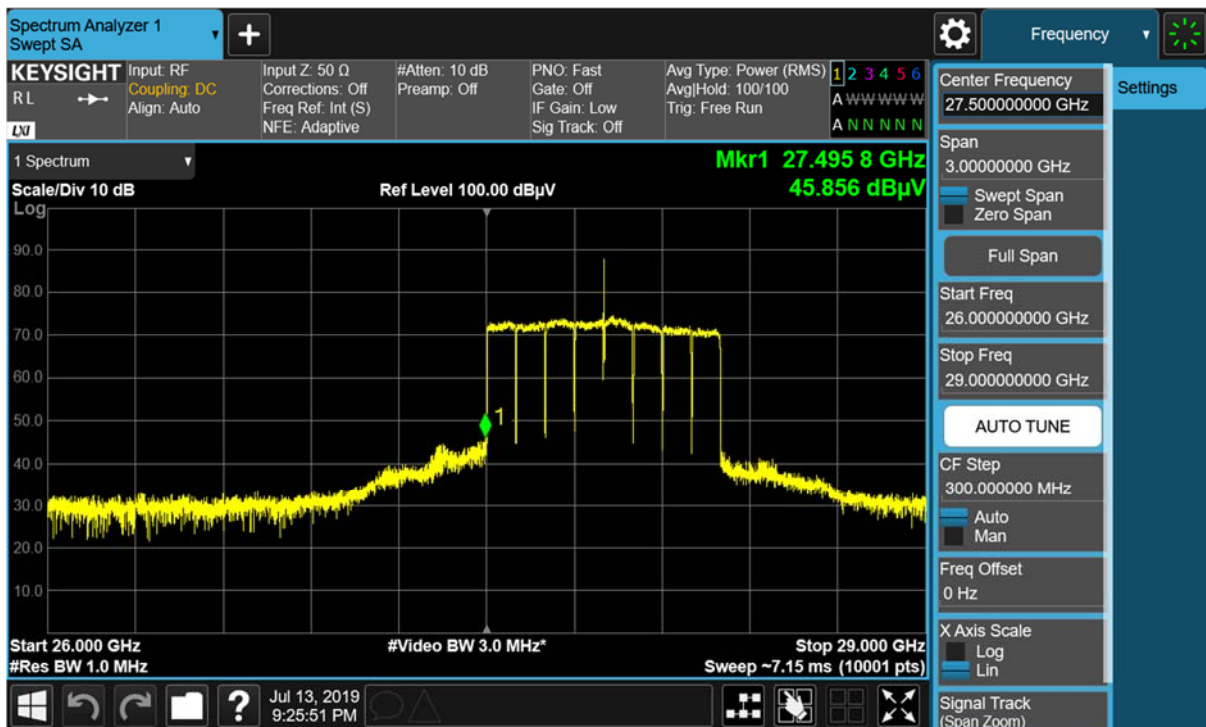 Spectrum Analyzer 1
Swept SA
Frequency
KEYSIGHT
RL
LXI
Input: RF
Coupling: DC
Align: Auto
Input Z: 50 Ω
Corrections: Off
Freq Ref: Int (S)
NFE: Adaptive
#Atten: 10 dB
Preamp: Off
PNO: Fast
Gate: Off
IF Gain: Low
Sig Track: Off
Avg Type: Power (RMS)
Avg|Hold: 100/100
Trig: Free Run
1 2 3 4 5 6
A W W W W W
A N N N N N
1 Spectrum
Scale/Div 10 dB
Ref Level 100.00 dBµV
Mkr1 27.495 8 GHz
45.856 dBµV
Log
90.0
80.0
70.0
60.0
50.0
40.0
30.0
20.0
10.0
1
Start 26.000 GHz
#Res BW 1.0 MHz
#Video BW 3.0 MHz*
Stop 29.000 GHz
Sweep ~7.15 ms (10001 pts)
Center Frequency
27.500000000 GHz
Settings
Span
3.00000000 GHz
Swept Span
Zero Span
Full Span
Start Freq
26.000000000 GHz
Stop Freq
29.000000000 GHz
AUTO TUNE
CF Step
300.000000 MHz
Auto
Man
Freq Offset
0 Hz
X Axis Scale
Log
Lin
Signal Track
(Span Zoom)
?
Jul 13, 2019
9:25:51 PM